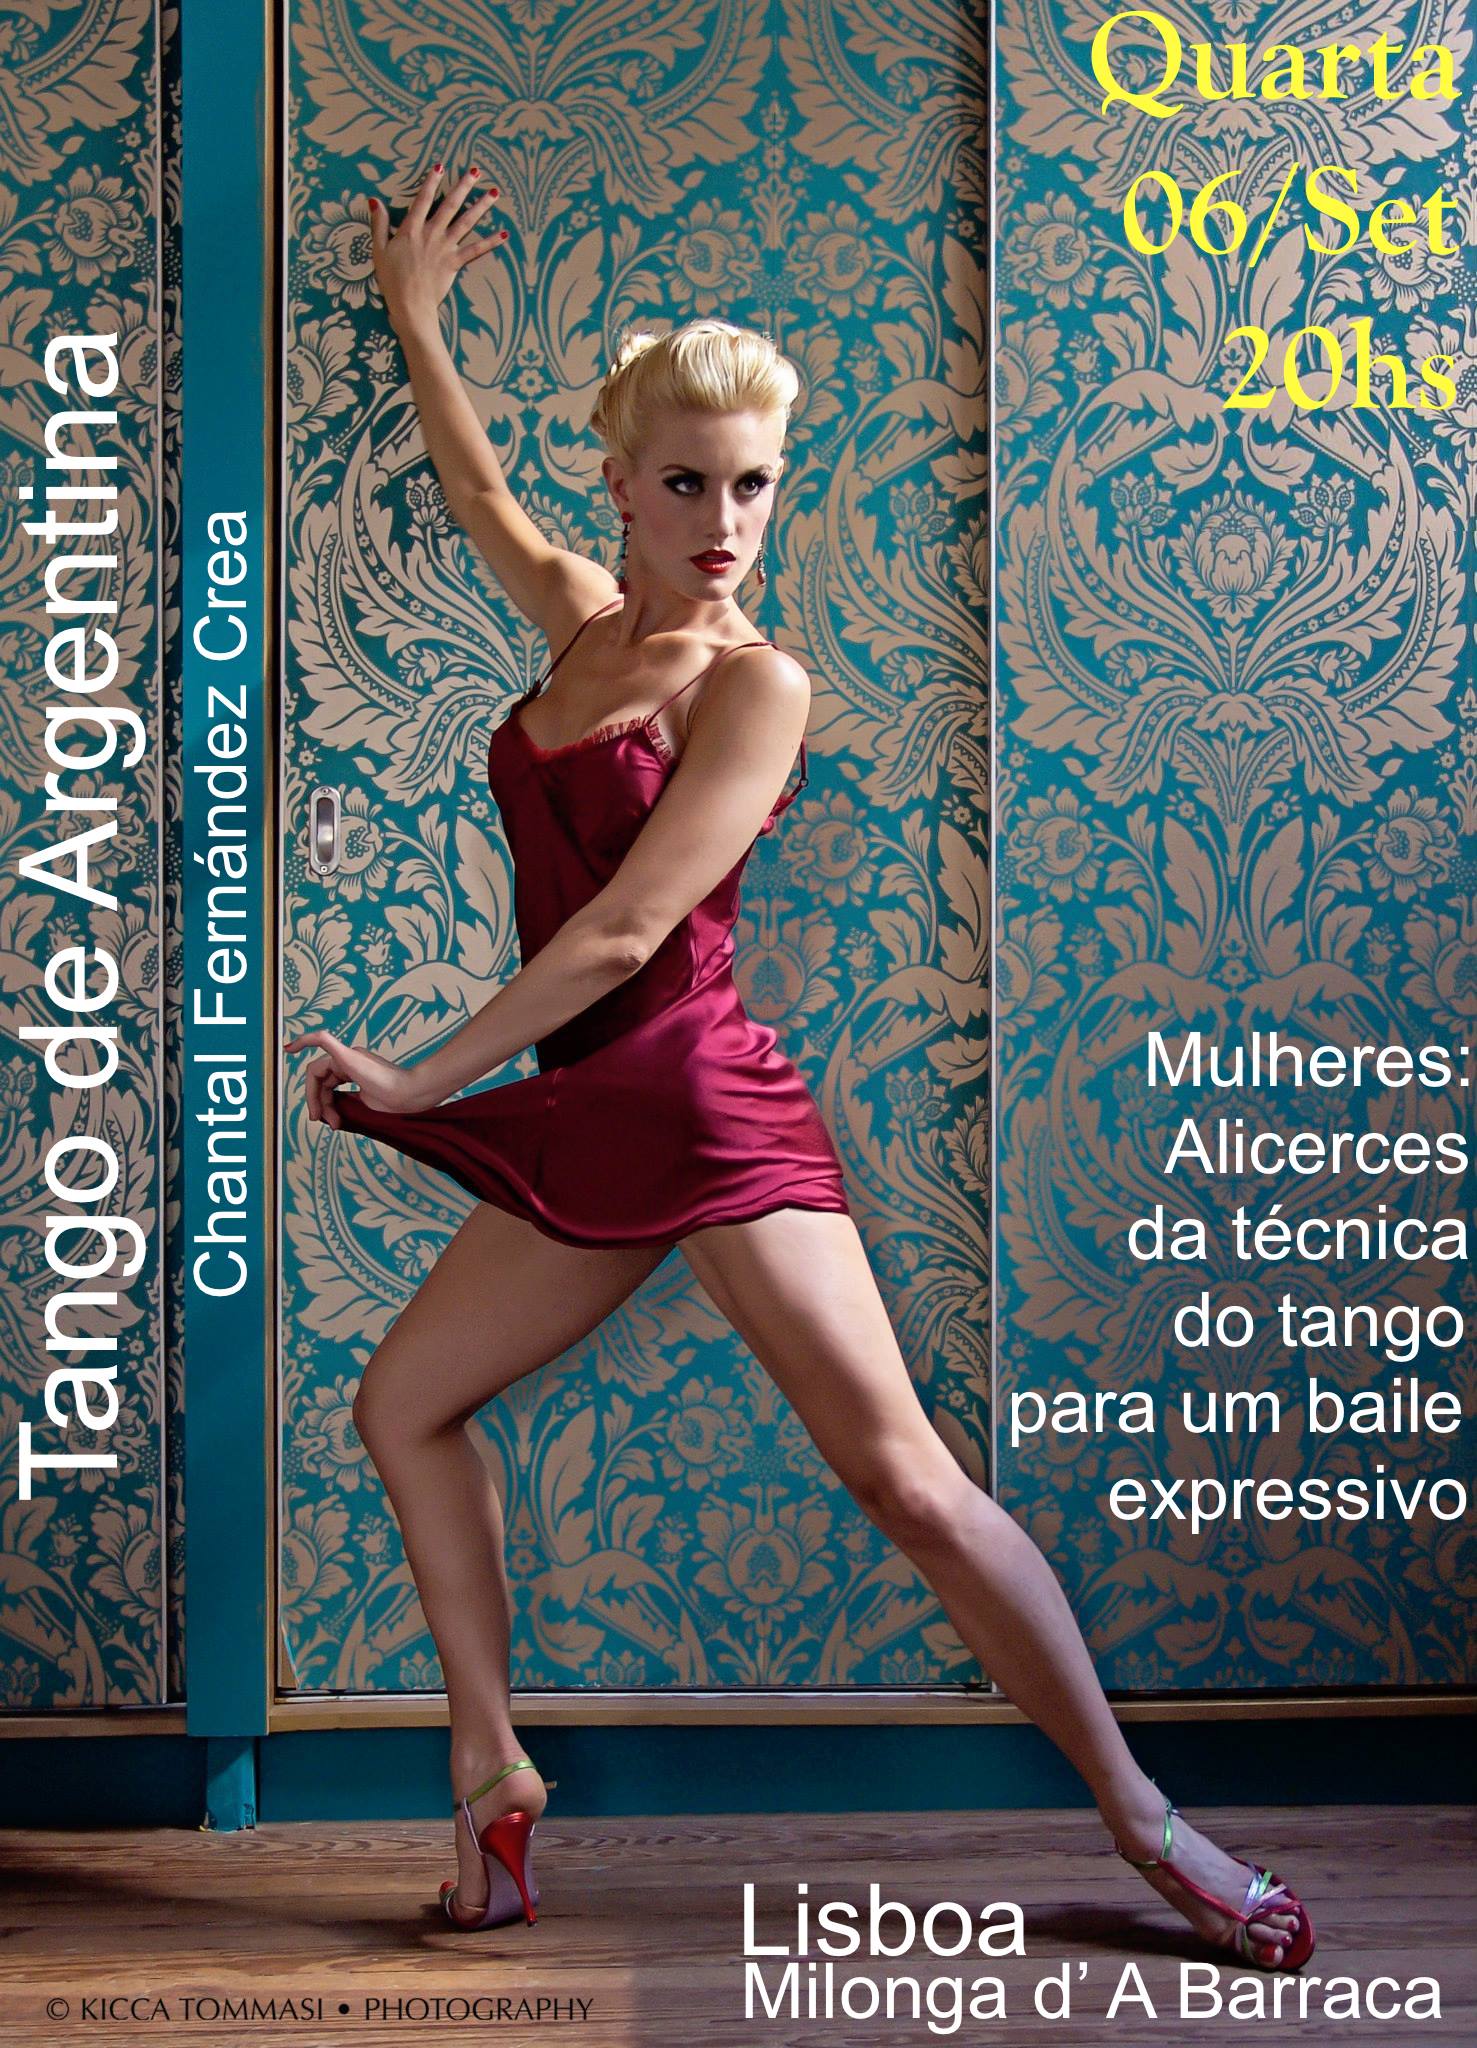 Quarta
06/Set
20hs
Tango de Argentina
Chantal Fernández Crea
Mulheres:
Alicerces
da técnica
do tango
para um baile
expressivo
Lisboa
Milonga d' A Barraca
© KICCA TOMMASI • PHOTOGRAPHY